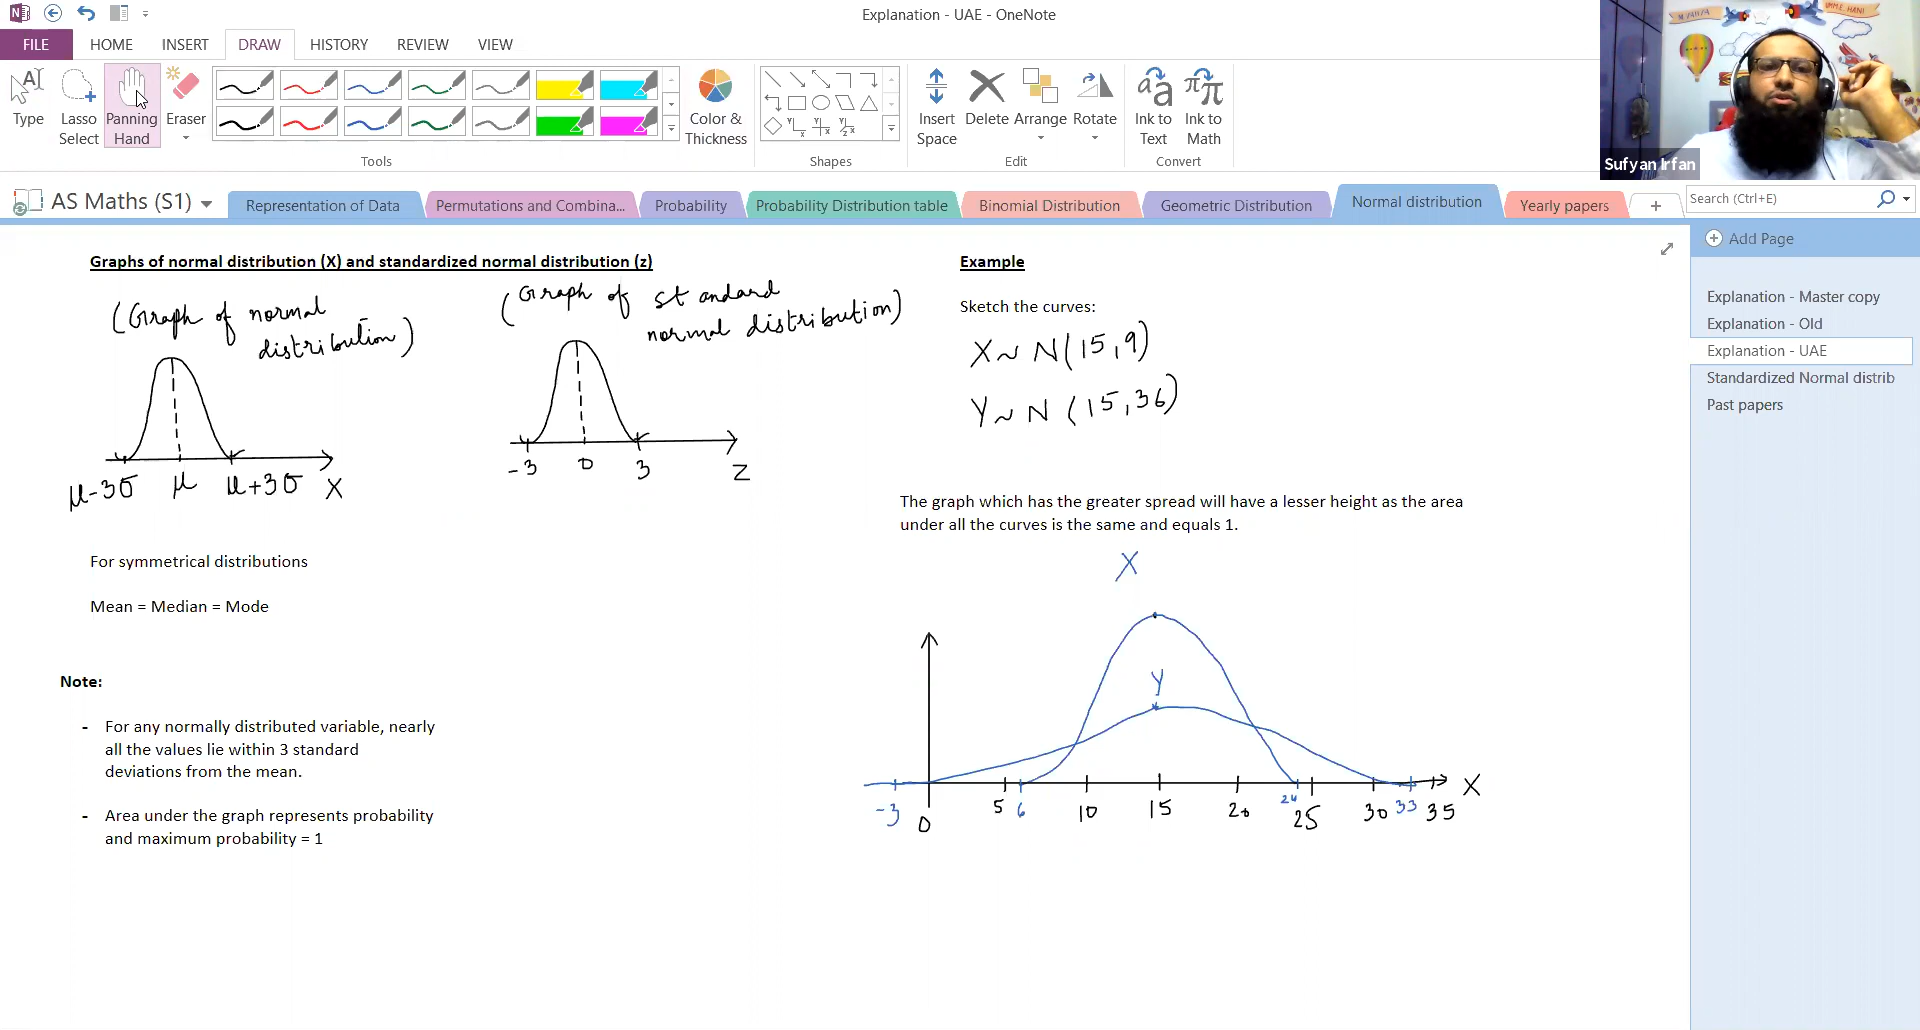 Explanation - UAE - OneNote
FILE HOME INSERT DRAW HISTORY REVIEW VIEW
Type
Lasso Select
Panning Hand
Eraser
Color & Thickness
Insert Space
Delete
Arrange
Rotate
Ink to Text
Ink to Math
Tools
Shapes
Edit
Convert
Sufyan Irfan
AS Maths (S1)
Representation of Data
Permutations and Combina...
Probability
Probability Distribution table
Binomial Distribution
Geometric Distribution
Normal distribution
Yearly papers
Search (Ctrl+E)
Add Page
Explanation - Master copy
Explanation - Old
Explanation - UAE
Standardized Normal distrib
Past papers
Graphs of normal distribution (X) and standardized normal distribution (z)
(Graph of normal
distribution)
μ-3σ μ μ+3σ X
(Graph of standard
normal distribution)
-3 0 3 Z
For symmetrical distributions
Mean = Median = Mode
Note:
- For any normally distributed variable, nearly
all the values lie within 3 standard
deviations from the mean.
- Area under the graph represents probability
and maximum probability = 1
Example
Sketch the curves:
X~N(15,9)
Y~N(15,36)
The graph which has the greater spread will have a lesser height as the area
under all the curves is the same and equals 1.
X
Y
-3 0 5 6 10 15 20 24 25 30 33 35 X